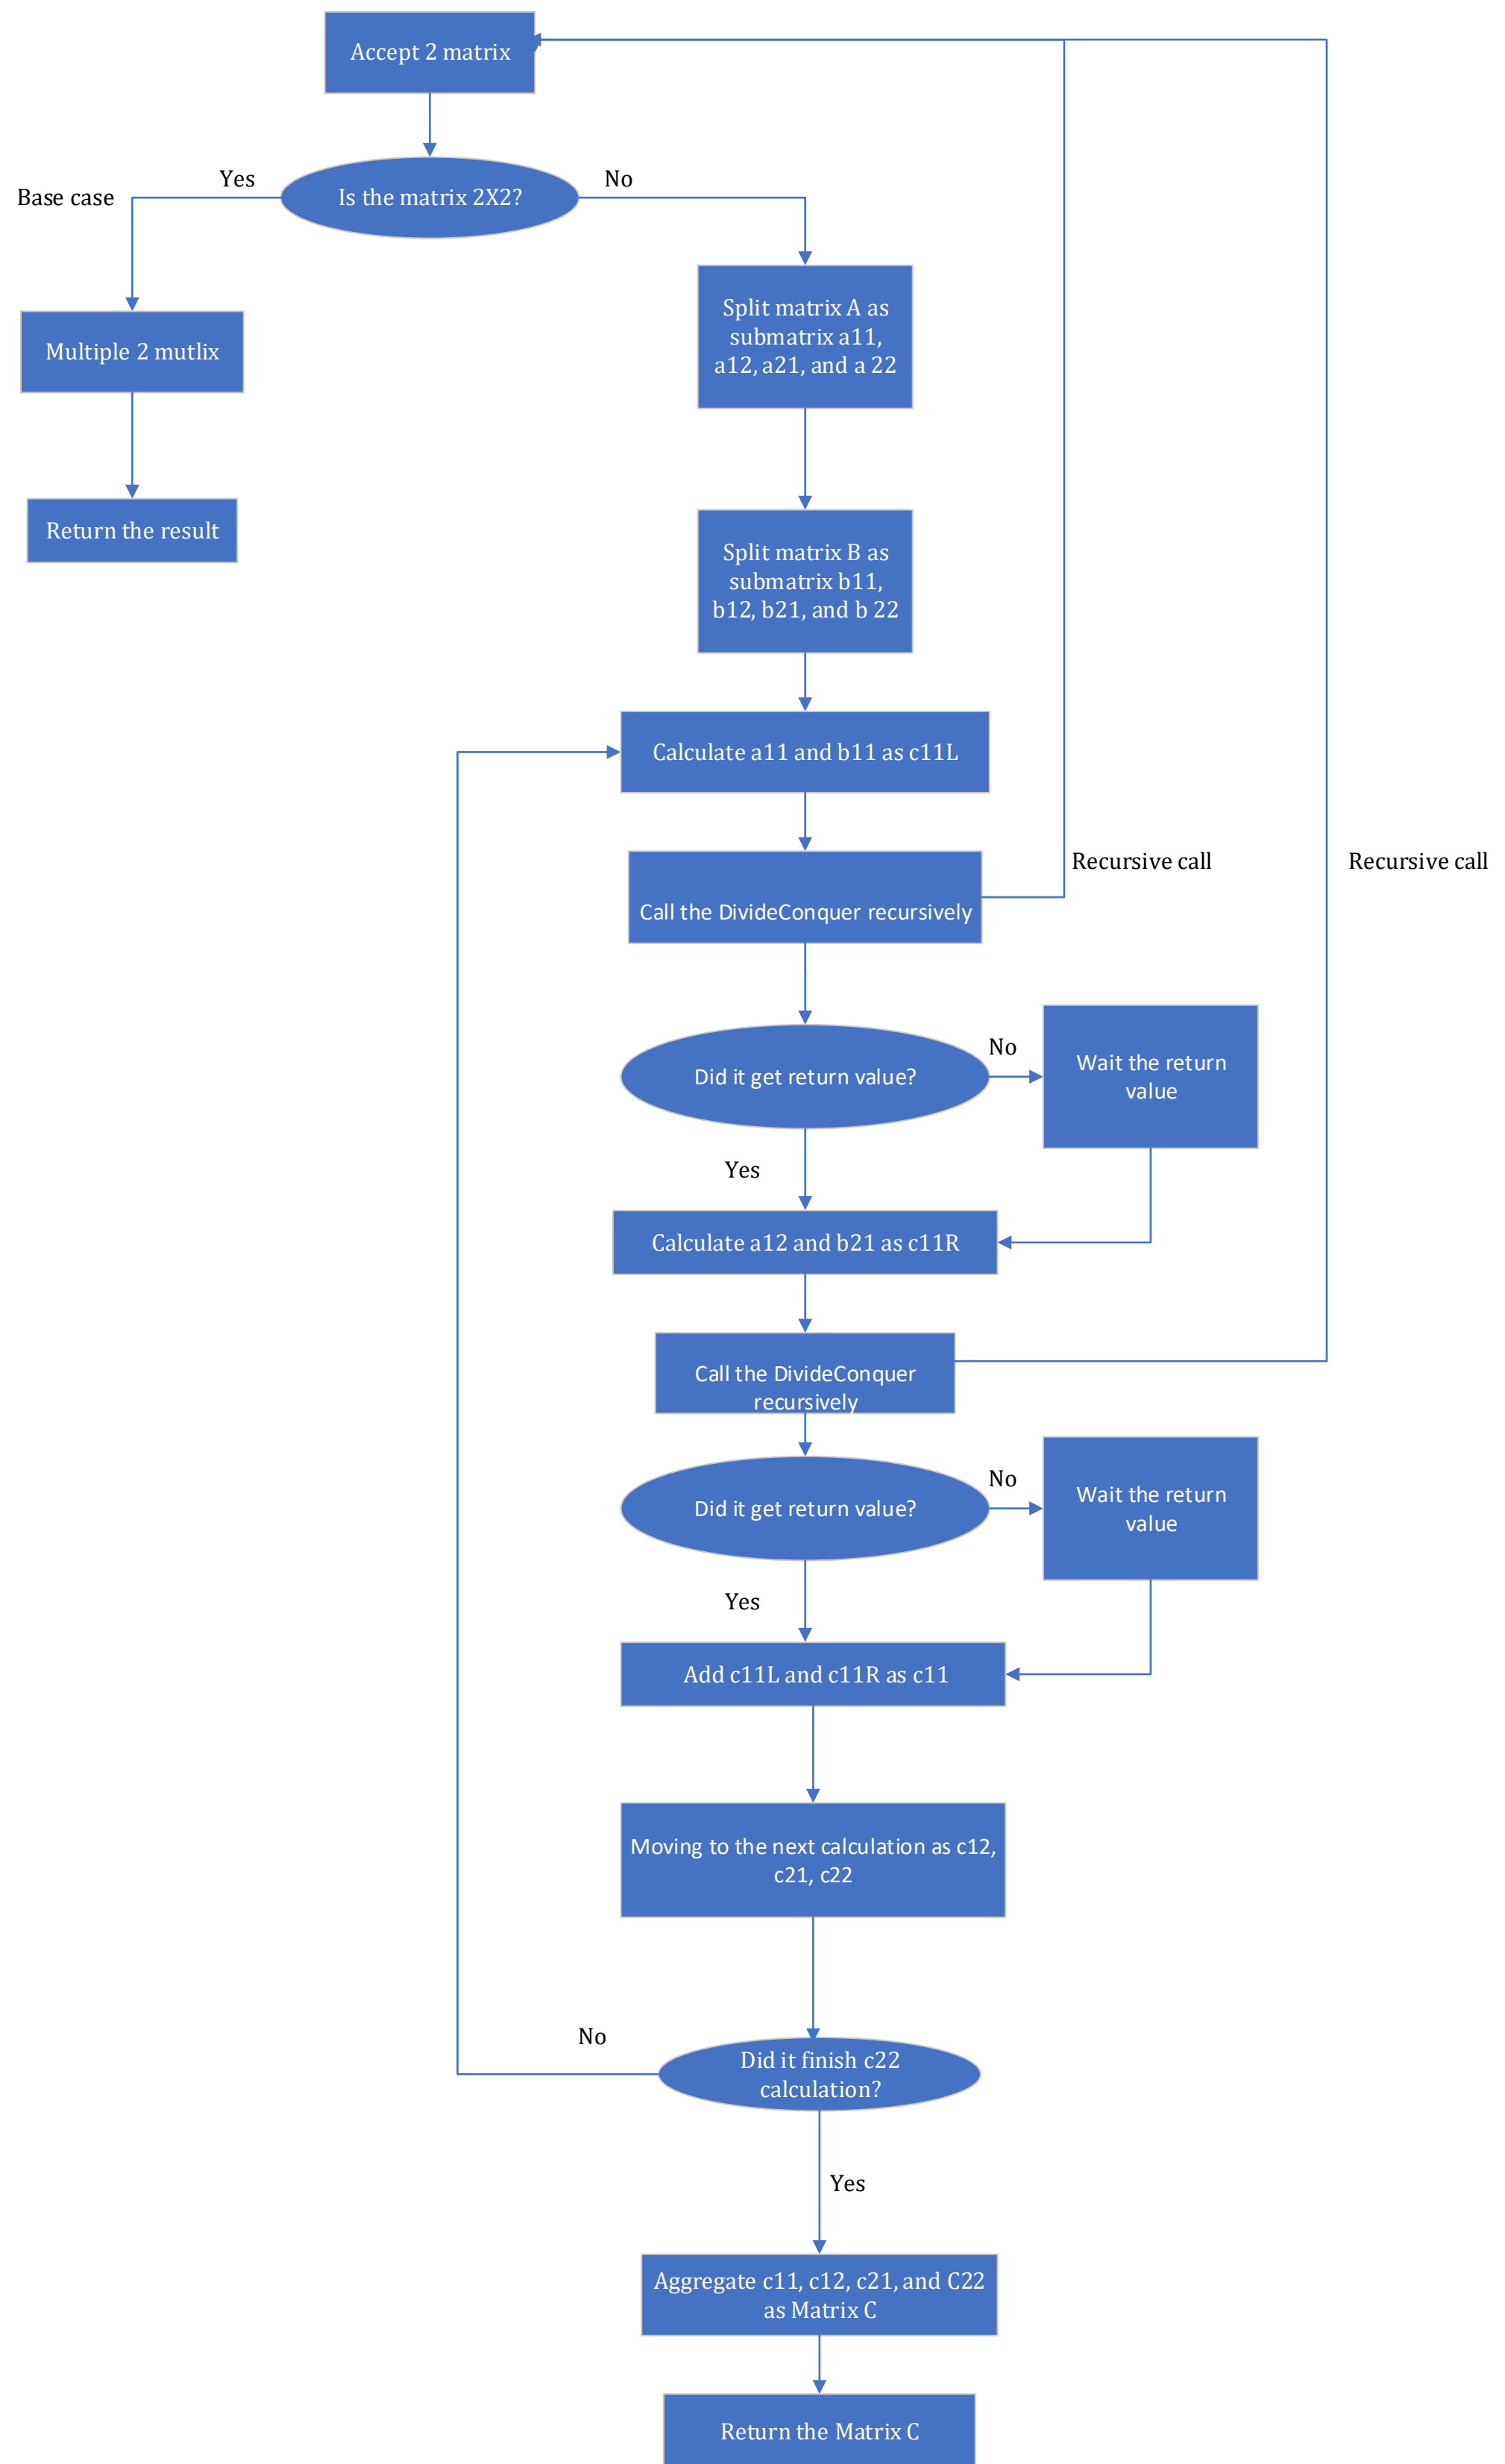 Accept 2 matrix
Yes
No
Base case
Is the matrix 2X2?
Split matrix A as
submatrix a11,
a12, a21, and a 22
Multiple 2 mutlix
Return the result
Split matrix B as
submatrix b11,
b12, b21, and b 22
Calculate a11 and b11 as c11L
Recursive call
Recursive call
Call the DivideConquer recursively
No
Did it get return value?
Wait the return
value
Yes
Calculate a12 and b21 as c11R
Call the DivideConquer
recursively
No
Did it get return value?
Wait the return
value
Yes
Add c11L and c11R as c11
Moving to the next calculation as c12,
c21, c22
No
Did it finish c22
calculation?
Yes
Aggregate c11, c12, c21, and C22
as Matrix C
Return the Matrix C